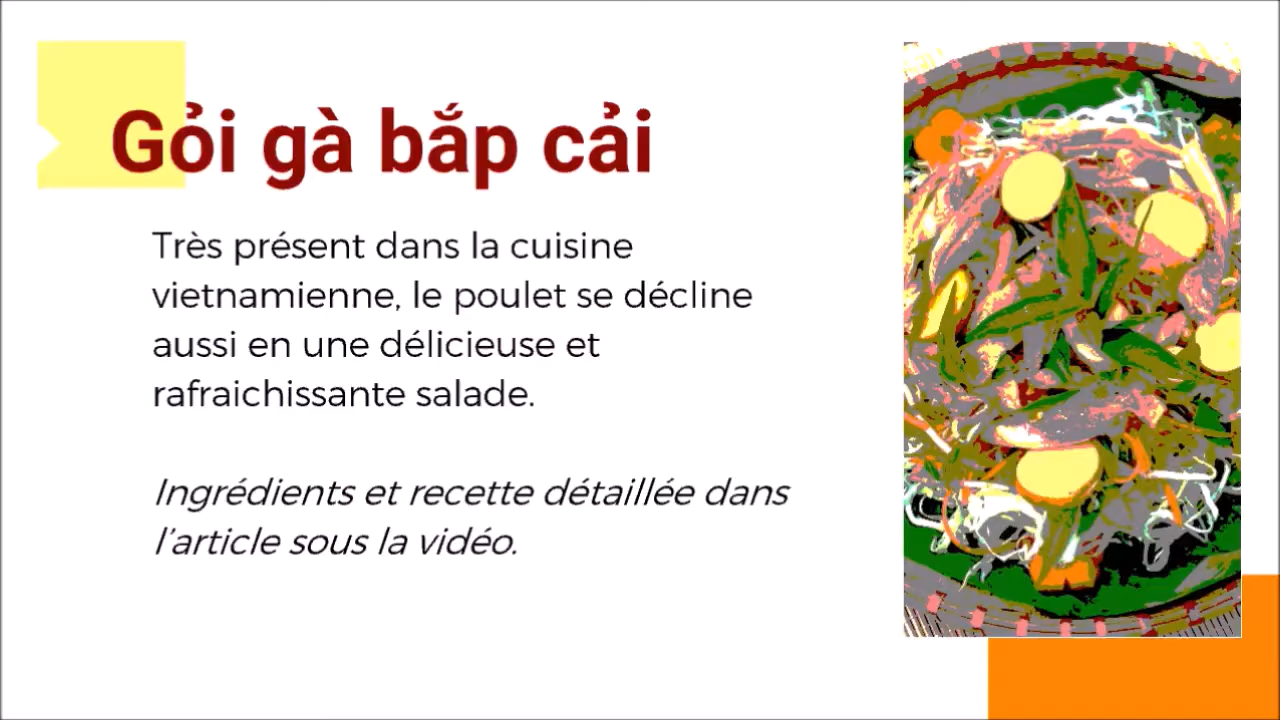 Gỏi gà bắp cải
Très présent dans la cuisine
vietnamienne, le poulet se décline
aussi en une délicieuse et
rafraichissante salade.
Ingrédients et recette détaillée dans
l'article sous la vidéo.